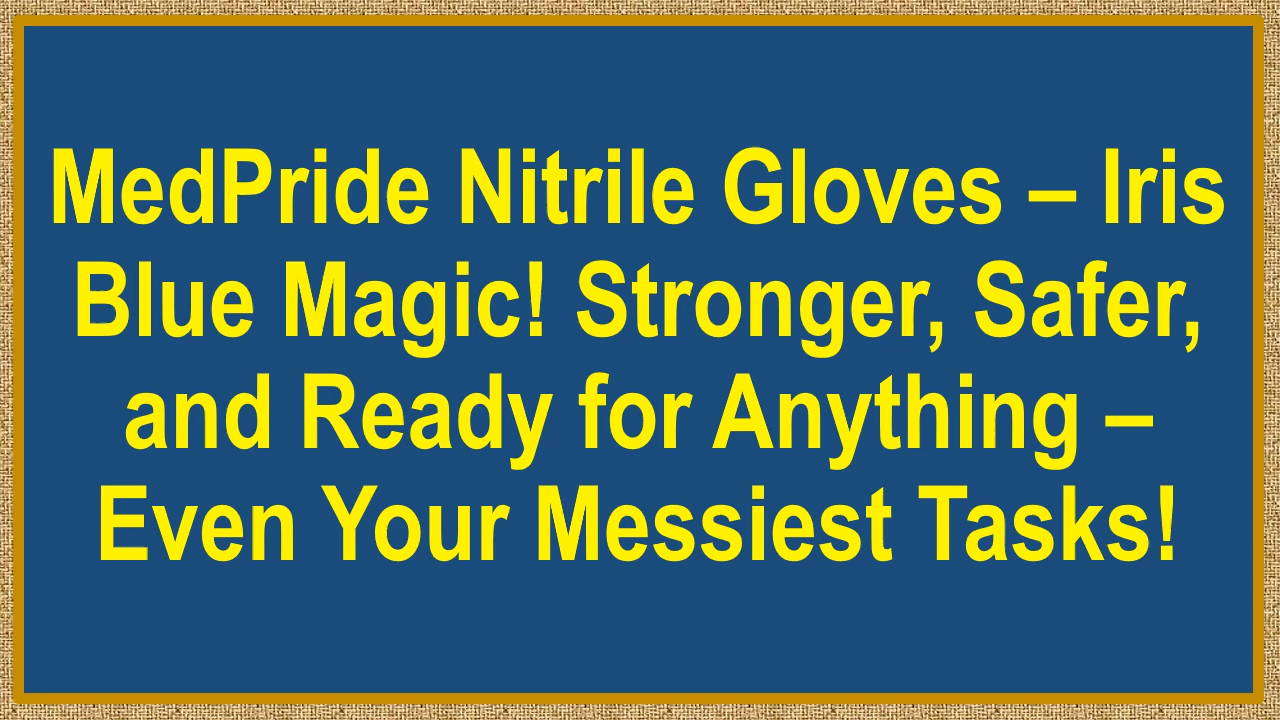 MedPride Nitrile Gloves – Iris
Blue Magic! Stronger, Safer,
and Ready for Anything –
Even Your Messiest Tasks!